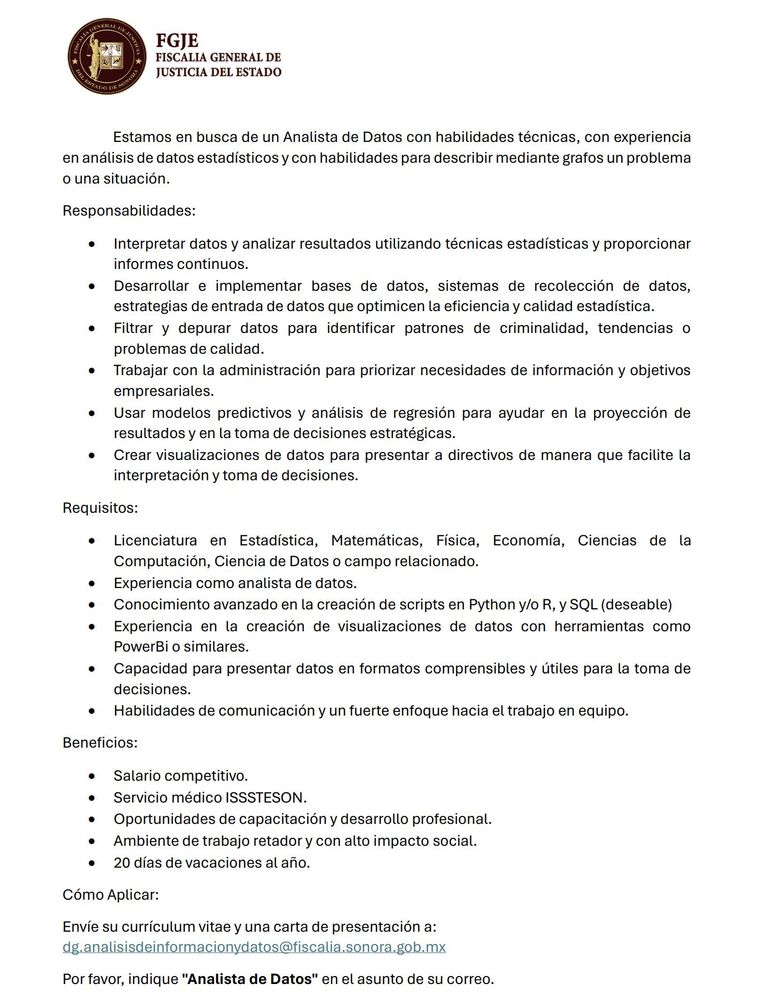 FISCALIA GENERAL DE JUSTICIA
DEL ESTADO DE SONORA
FGJE
FISCALIA GENERAL DE
JUSTICIA DEL ESTADO
Estamos en busca de un Analista de Datos con habilidades técnicas, con experiencia
en análisis de datos estadísticos y con habilidades para describir mediante grafos un problema
o una situación.
Responsabilidades:
• Interpretar datos y analizar resultados utilizando técnicas estadísticas y proporcionar
informes continuos.
• Desarrollar e implementar bases de datos, sistemas de recolección de datos,
estrategias de entrada de datos que optimicen la eficiencia y calidad estadística.
• Filtrar y depurar datos para identificar patrones de criminalidad, tendencias o
problemas de calidad.
• Trabajar con la administración para priorizar necesidades de información y objetivos
empresariales.
• Usar modelos predictivos y análisis de regresión para ayudar en la proyección de
resultados y en la toma de decisiones estratégicas.
• Crear visualizaciones de datos para presentar a directivos de manera que facilite la
interpretación y toma de decisiones.
Requisitos:
• Licenciatura en Estadística, Matemáticas, Física, Economía, Ciencias de la
Computación, Ciencia de Datos o campo relacionado.
• Experiencia como analista de datos.
• Conocimiento avanzado en la creación de scripts en Python y/o R, y SQL (deseable)
• Experiencia en la creación de visualizaciones de datos con herramientas como
PowerBi o similares.
• Capacidad para presentar datos en formatos comprensibles y útiles para la toma de
decisiones.
• Habilidades de comunicación y un fuerte enfoque hacia el trabajo en equipo.
Beneficios:
• Salario competitivo.
• Servicio médico ISSSTESON.
• Oportunidades de capacitación y desarrollo profesional.
• Ambiente de trabajo retador y con alto impacto social.
• 20 días de vacaciones al año.
Cómo Aplicar:
Envíe su currículum vitae y una carta de presentación a:
dg.analisisdeinformacionydatos@fiscalia.sonora.gob.mx
Por favor, indique "Analista de Datos" en el asunto de su correo.